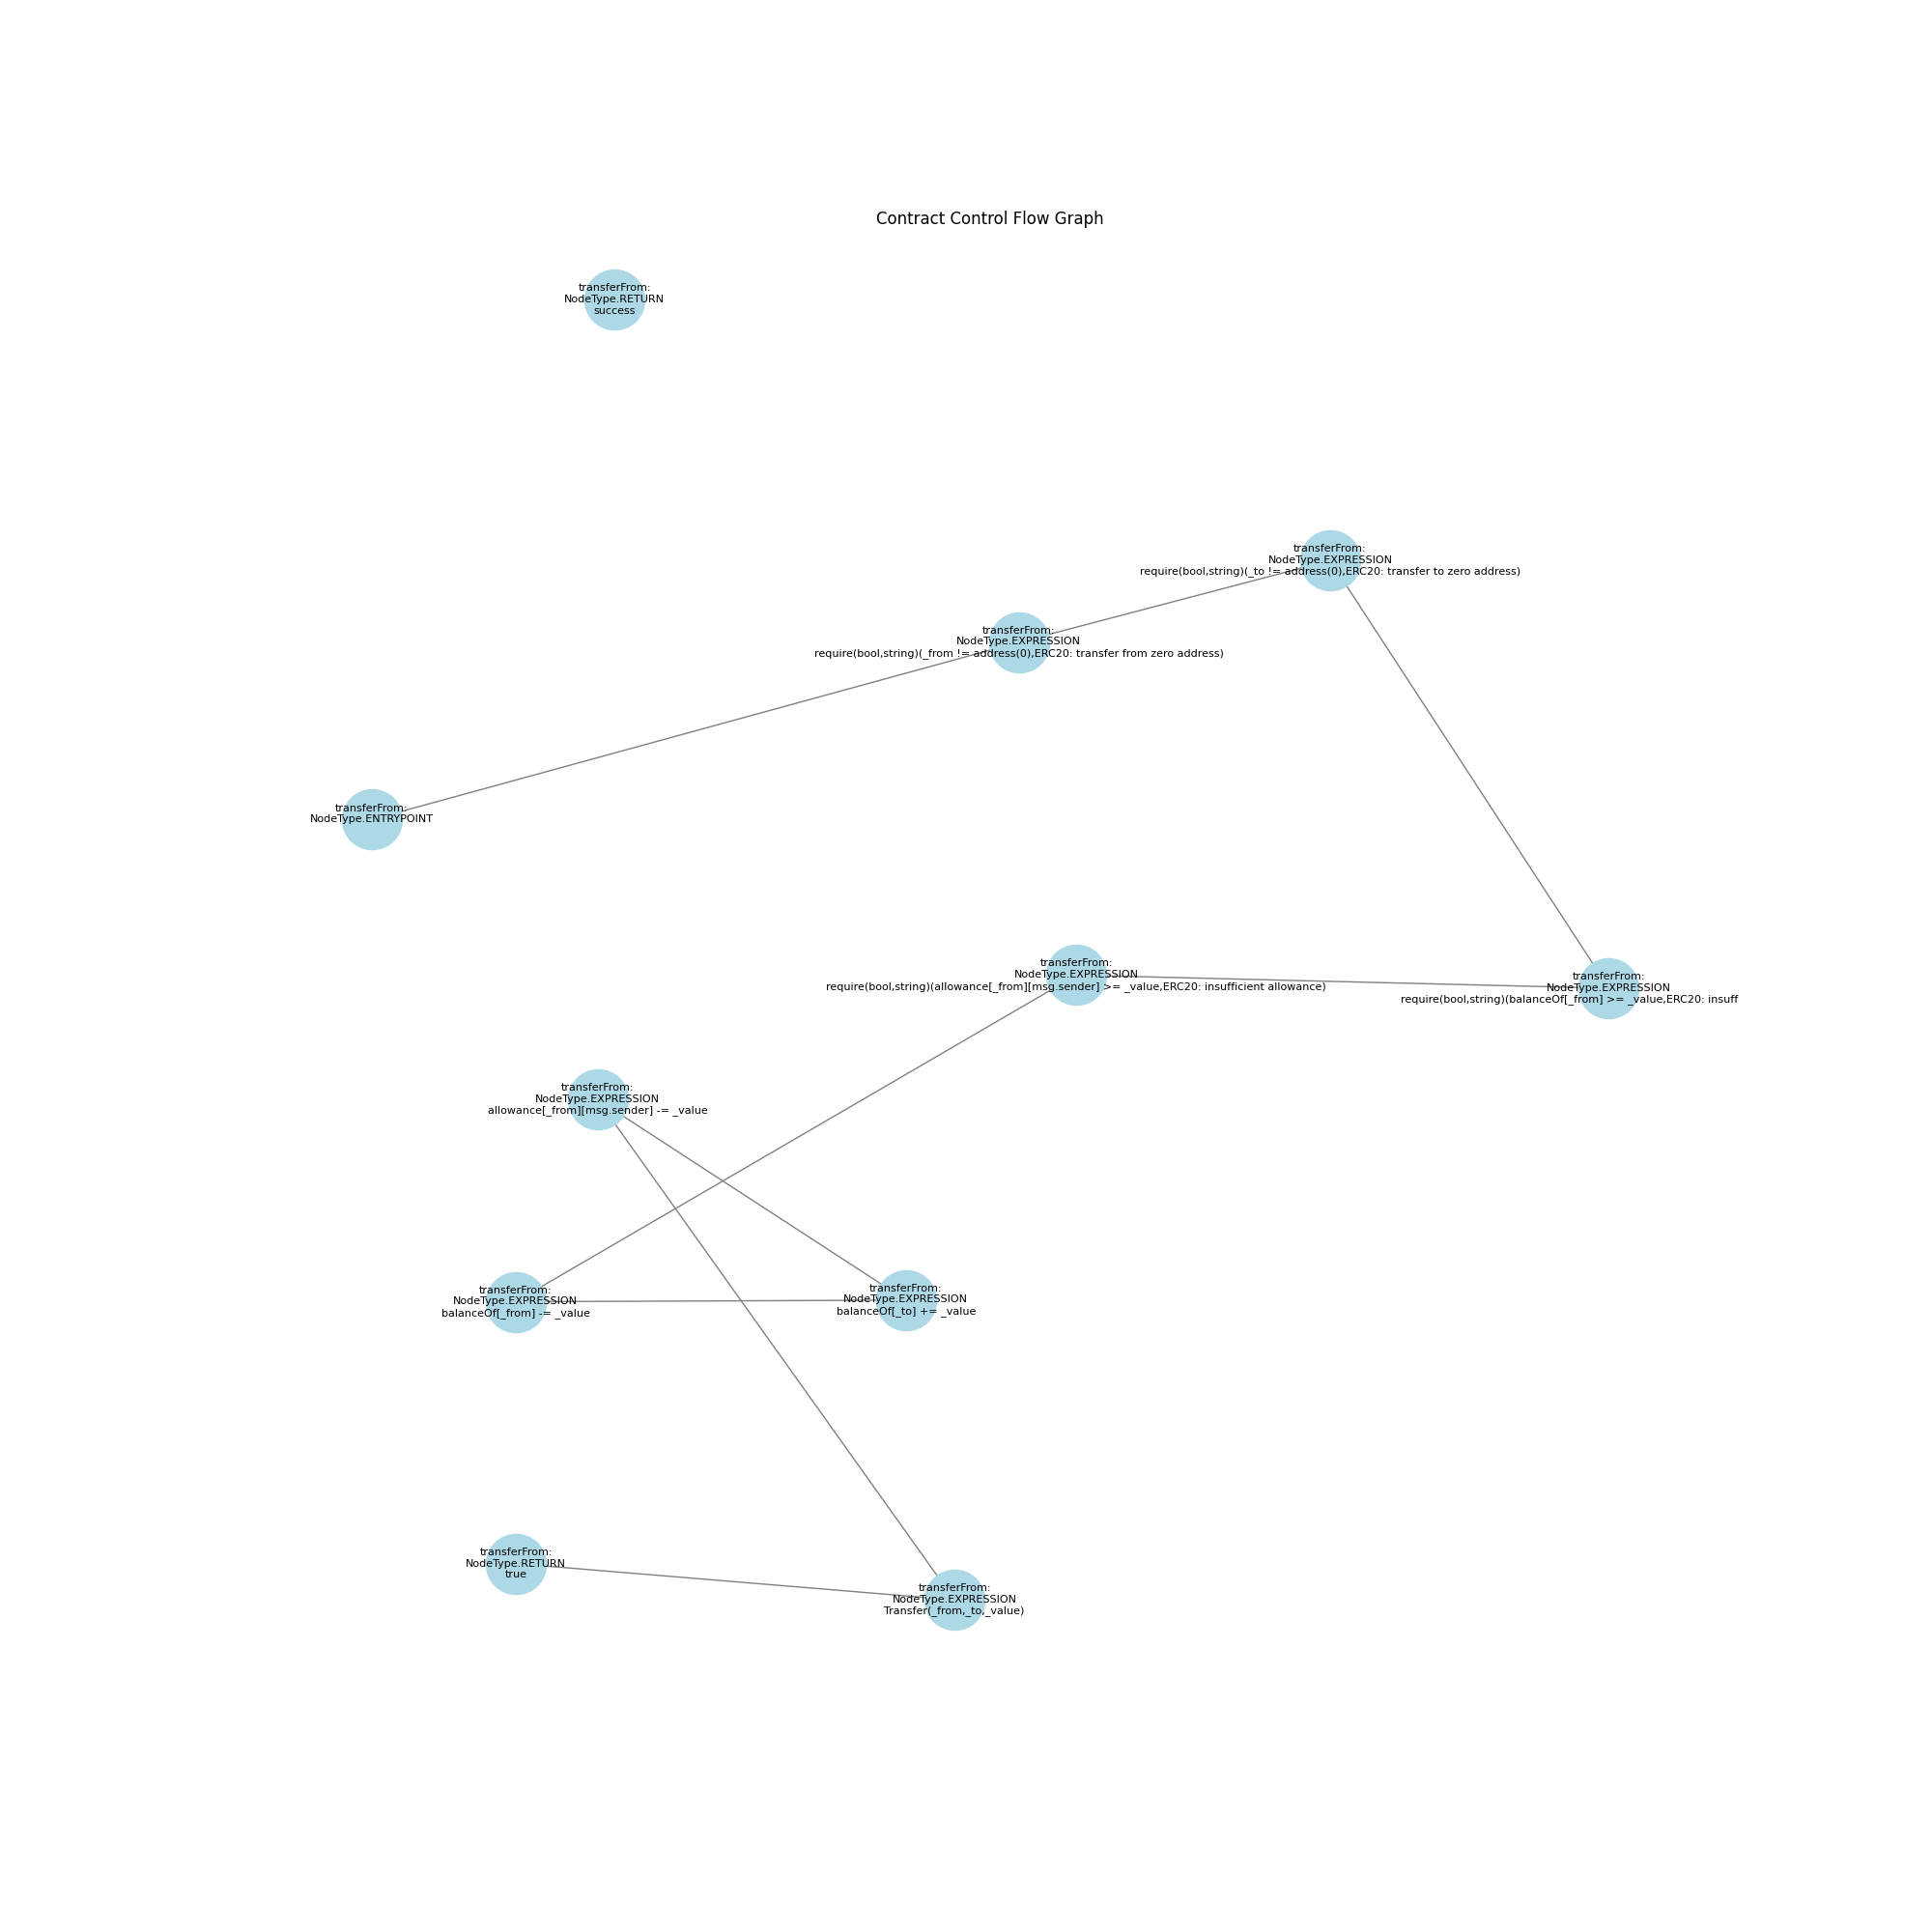 Contract Control Flow Graph
transferFrom:
NodeType.RETURN
success
transferFrom:
NodeType.EXPRESSION
require(bool,string)(_to != address(0),ERC20: transfer to zero address)
transferFrom:
NodeType.EXPRESSION
require(bool,string)(_from != address(0),ERC20: transfer from zero address)
transferFrom:
NodeType.ENTRYPOINT
transferFrom:
NodeType.EXPRESSION
require(bool,string)(allowance[_from][msg.sender] >= _value,ERC20: insufficient allowance)
transferFrom:
NodeType.EXPRESSION
require(bool,string)(balanceOf[_from] >= _value,ERC20: insuff
transferFrom:
NodeType.EXPRESSION
allowance[_from][msg.sender] -= _value
transferFrom:
NodeType.EXPRESSION
balanceOf[_from] -= _value
transferFrom:
NodeType.EXPRESSION
balanceOf[_to] += _value
transferFrom:
NodeType.RETURN
true
transferFrom:
NodeType.EXPRESSION
Transfer(_from,_to,_value)